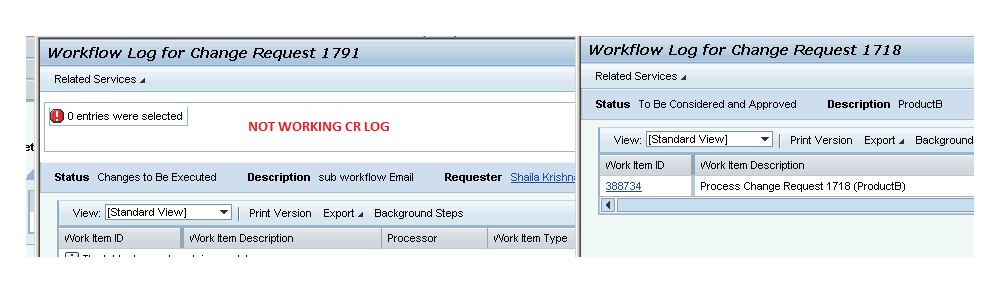 Workflow Log for Change Request 1791
Related Services
0 entries were selected
NOT WORKING CR LOG
Status Changes to Be Executed Description sub workflow Email Requester Shaila Krishna
View: [Standard View] Print Version Export Background Steps
Work Item ID Work Item Description Processor Work Item Type
Workflow Log for Change Request 1718
Related Services
Status To Be Considered and Approved Description ProductB
View: [Standard View] Print Version Export Background
Work Item ID Work Item Description
388734 Process Change Request 1718 (ProductB)